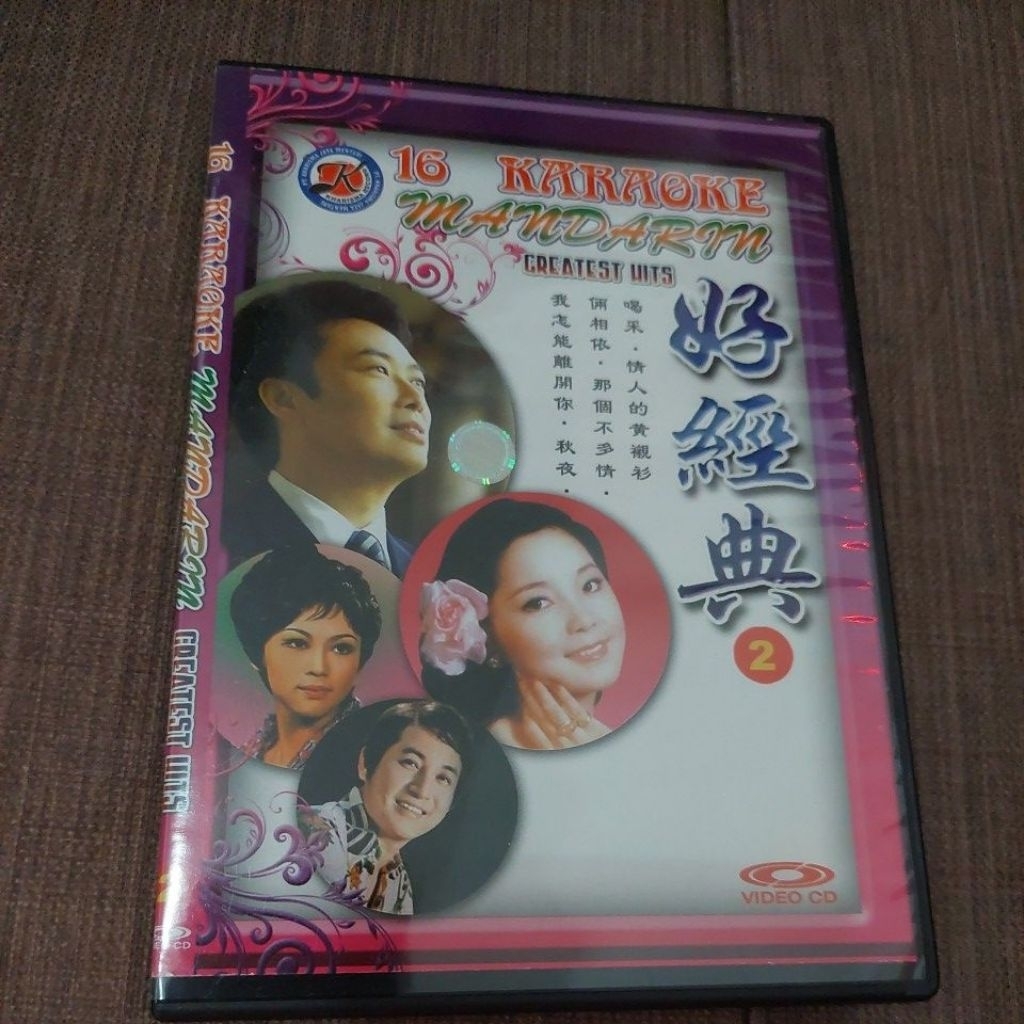 16 KARAOKE
MANDARIN
GREATEST HITS
好經典
2
喝采·情人的黃襯衫
倆相依·那個不多情·
我怎能離開你·秋夜·
K
VIDEO CD
16 KARAOKE MANDARIN GREATEST HITS